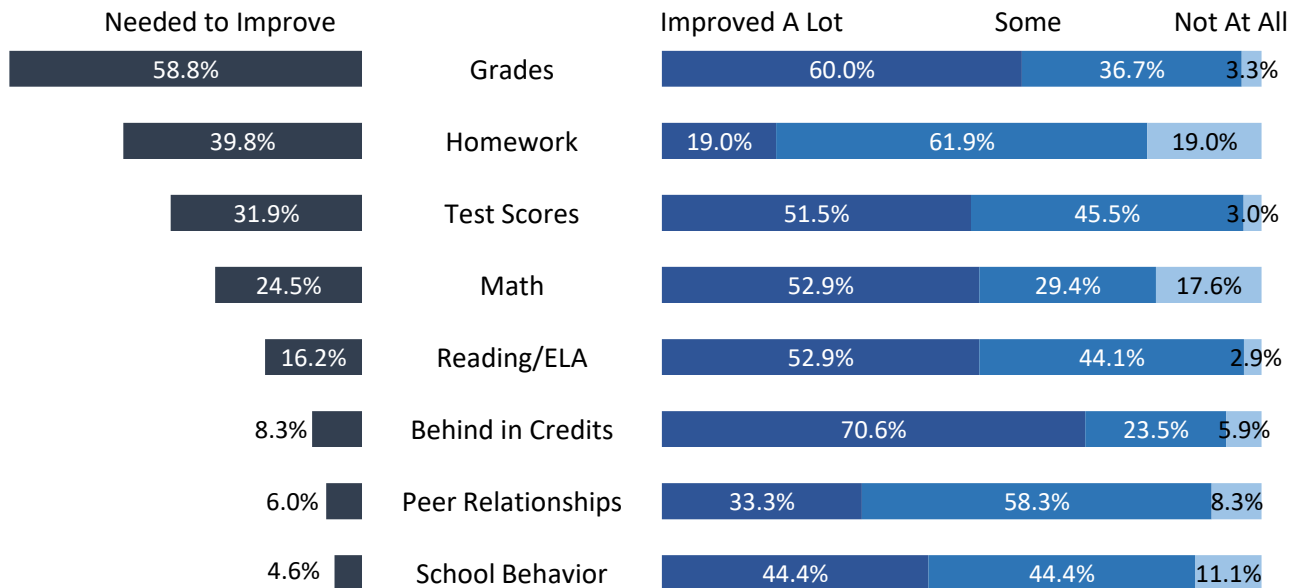 Needed to Improve Improved A Lot Some Not At All
58.8% Grades 60.0% 36.7% 3.3%
39.8% Homework 19.0% 61.9% 19.0%
31.9% Test Scores 51.5% 45.5% 3.0%
24.5% Math 52.9% 29.4% 17.6%
16.2% Reading/ELA 52.9% 44.1% 2.9%
8.3% Behind in Credits 70.6% 23.5% 5.9%
6.0% Peer Relationships 33.3% 58.3% 8.3%
4.6% School Behavior 44.4% 44.4% 11.1%